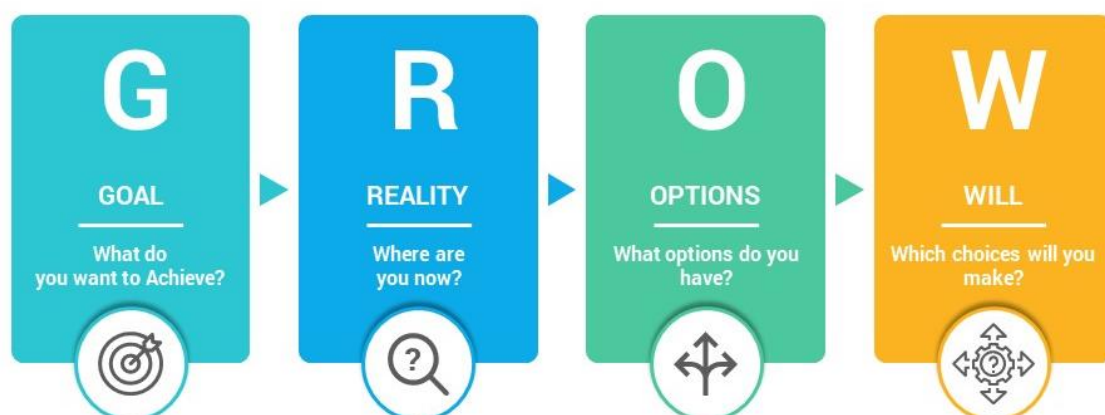 G
GOAL
What do
you want to Achieve?
R
REALITY
Where are
you now?
?
O
OPTIONS
What options do you
have?
W
WILL
Which choices will you
make?
?